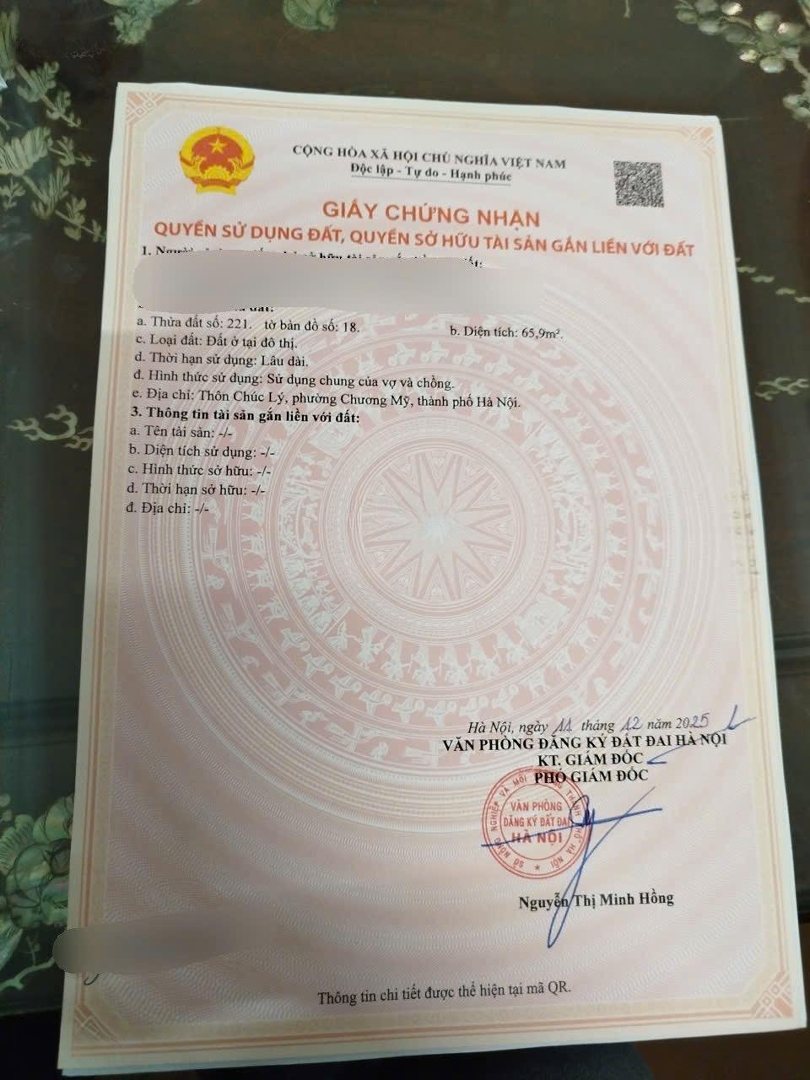 CỘNG HÒA XÃ HỘI CHỦ NGHĨA VIỆT NAM
Độc lập - Tự do - Hạnh phúc
GIẤY CHỨNG NHẬN
QUYỀN SỬ DỤNG ĐẤT, QUYỀN SỞ HỮU TÀI SẢN GẮN LIỀN VỚI ĐẤT
1.
a. Thửa đất số: 221. tờ bản đồ số: 18. b. Diện tích: 65,9m².
c. Loại đất: Đất ở tại đô thị.
d. Thời hạn sử dụng: Lâu dài.
đ. Hình thức sử dụng: Sử dụng chung của vợ và chồng.
e. Địa chỉ: Thôn Chúc Lý, phường Chương Mỹ, thành phố Hà Nội.
3. Thông tin tài sản gắn liền với đất:
a. Tên tài sản: -/-
b. Diện tích sử dụng: -/-
c. Hình thức sở hữu: -/-
d. Thời hạn sở hữu: -/-
đ. Địa chỉ: -/-
Hà Nội, ngày 11 tháng 12 năm 2025
VĂN PHÒNG ĐĂNG KÝ ĐẤT ĐAI HÀ NỘI
KT. GIÁM ĐỐC
PHÓ GIÁM ĐỐC
VĂN PHÒNG
ĐĂNG KÝ ĐẤT ĐAI
HÀ NỘI
Nguyễn Thị Minh Hồng
Thông tin chi tiết được thể hiện tại mã QR.